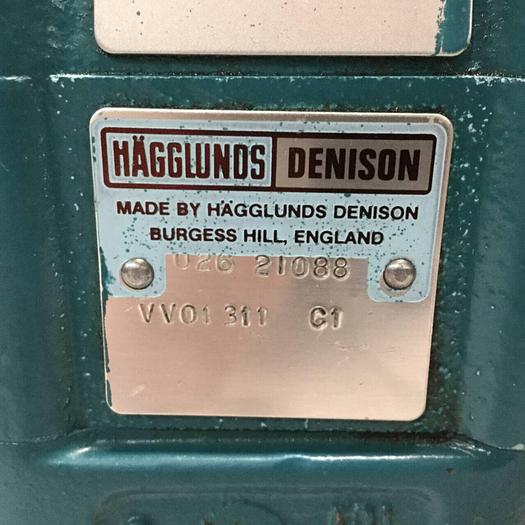 HÄGGLUNDS DENISON
MADE BY HÄGGLUNDS DENISON
BURGESS HILL, ENGLAND
026 21088
VV01 311 C1